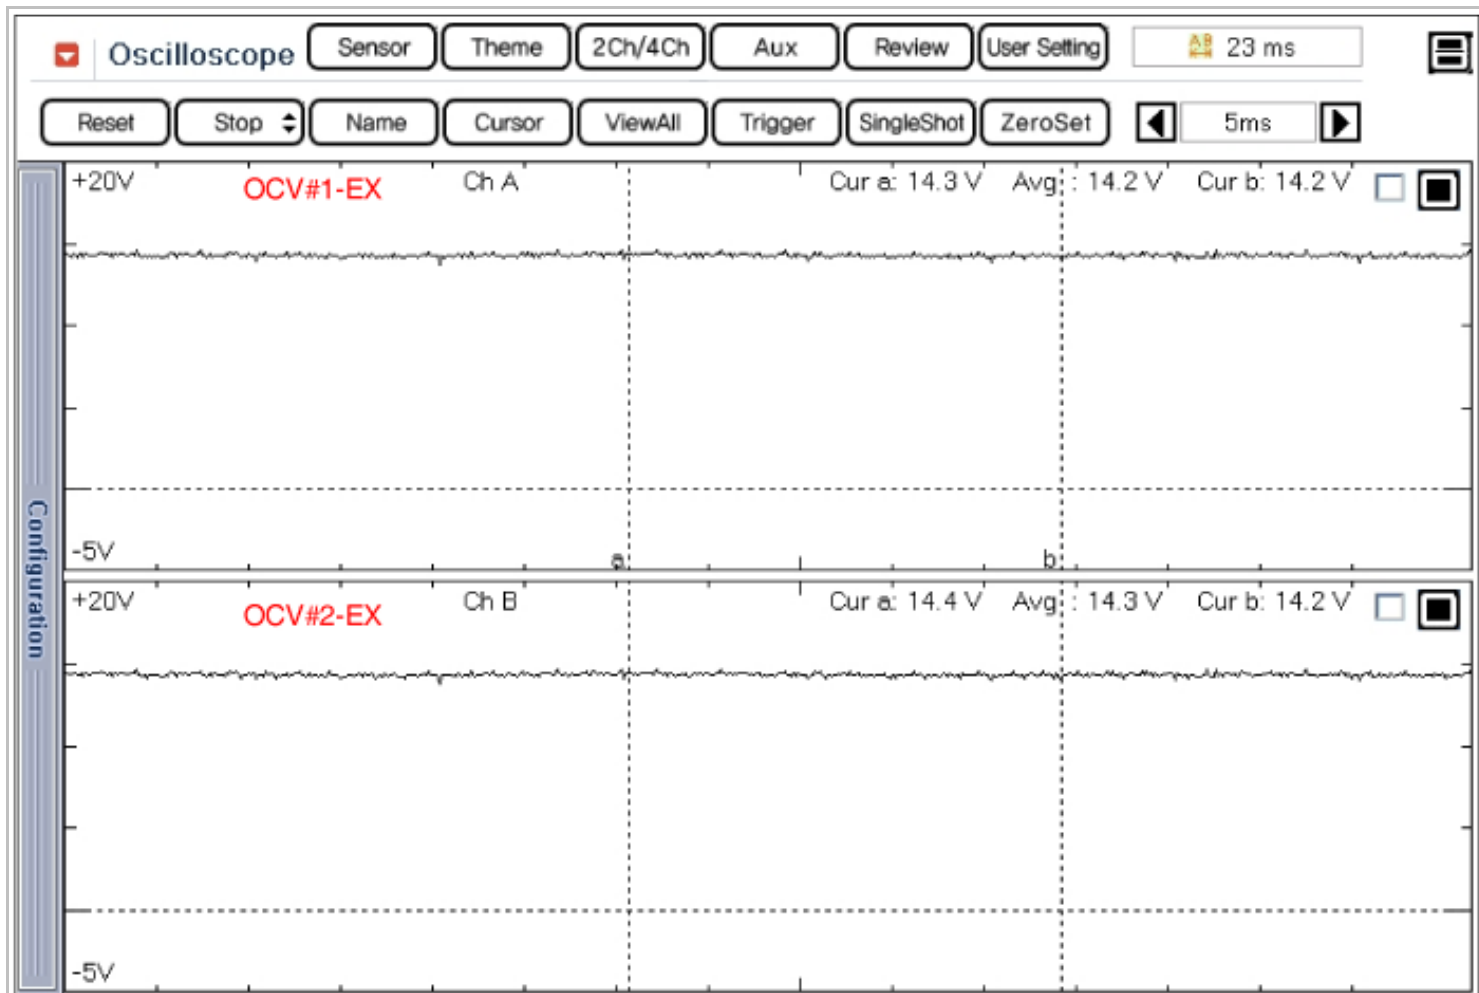 Oscilloscope Sensor Theme 2Ch/4Ch Aux Review User Setting A B 23 ms
Reset Stop Name Cursor ViewAll Trigger SingleShot ZeroSet 5ms
+20V OCV#1-EX Ch A Cur a: 14.3 V Avg: : 14.2 V Cur b: 14.2 V
Configuration
-5V a b
+20V OCV#2-EX Ch B Cur a: 14.4 V Avg: : 14.3 V Cur b: 14.2 V
-5V